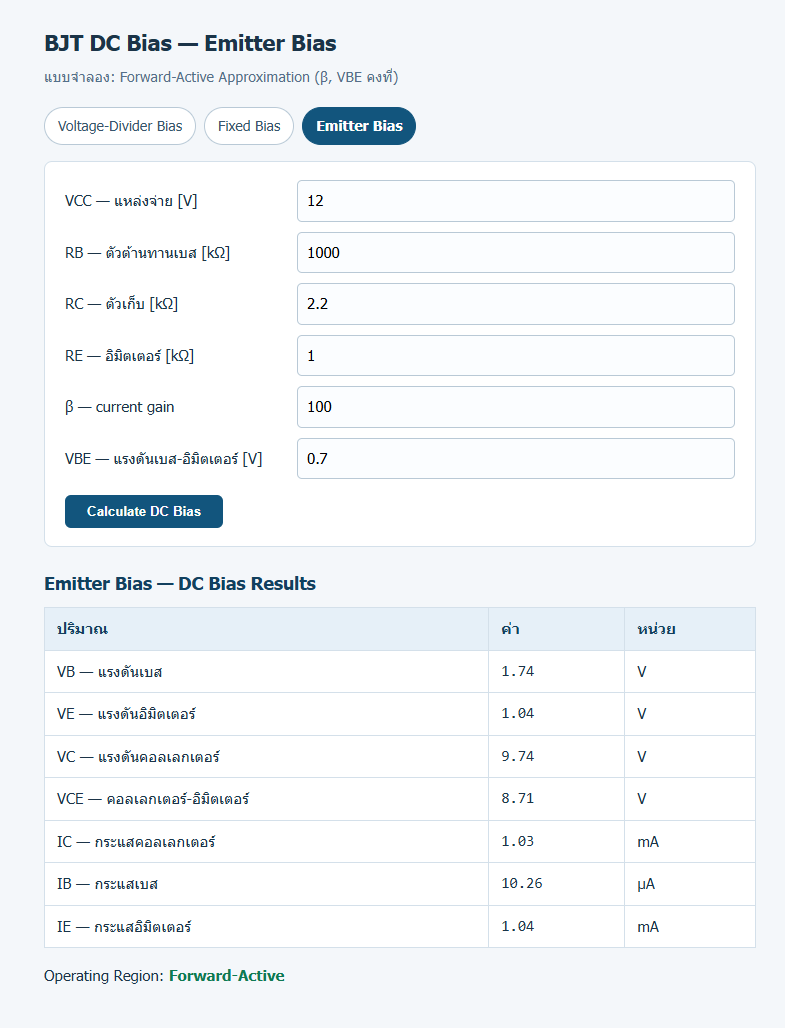 BJT DC Bias — Emitter Bias
แบบจำลอง: Forward-Active Approximation (β, VBE คงที่)
Voltage-Divider Bias Fixed Bias Emitter Bias
VCC — แหล่งจ่าย [V] 12
RB — ตัวต้านทานเบส [kΩ] 1000
RC — ตัวเก็บ [kΩ] 2.2
RE — อิมิตเตอร์ [kΩ] 1
β — current gain 100
VBE — แรงดันเบส-อิมิตเตอร์ [V] 0.7
Calculate DC Bias
Emitter Bias — DC Bias Results
ปริมาณ ค่า หน่วย
VB — แรงดันเบส 1.74 V
VE — แรงดันอิมิตเตอร์ 1.04 V
VC — แรงดันคอลเลกเตอร์ 9.74 V
VCE — คอลเลกเตอร์-อิมิตเตอร์ 8.71 V
IC — กระแสคอลเลกเตอร์ 1.03 mA
IB — กระแสเบส 10.26 µA
IE — กระแสอิมิตเตอร์ 1.04 mA
Operating Region: Forward-Active